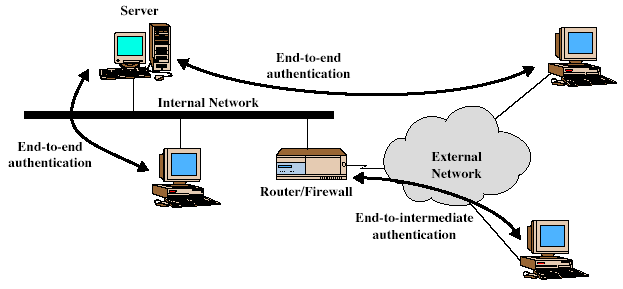 Server
End-to-end
authentication
Internal Network
End-to-end
authentication
External
Network
Router/Firewall
End-to-intermediate
authentication